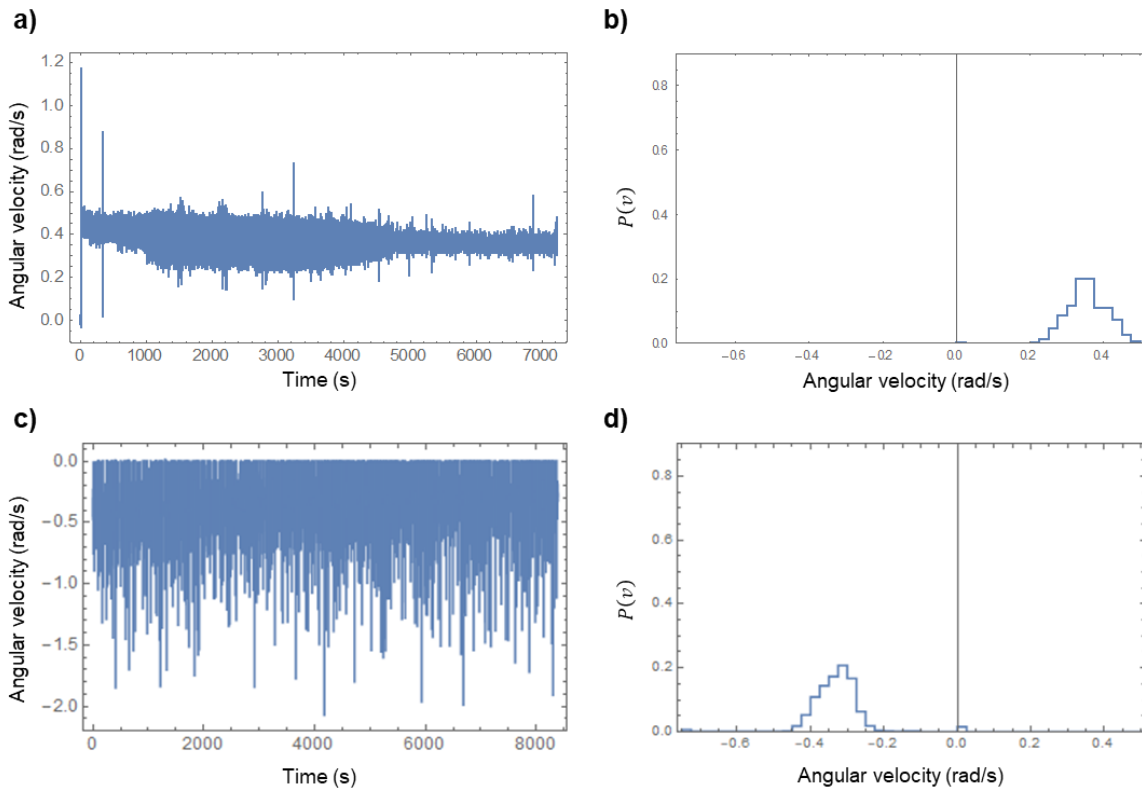 a)
Angular velocity (rad/s)
1.2
1.0
0.8
0.6
0.4
0.2
0.0
0 1000 2000 3000 4000 5000 6000 7000
Time (s)
b)
P(v)
0.8
0.6
0.4
0.2
0.0
-0.6 -0.4 -0.2 0.0 0.2 0.4
Angular velocity (rad/s)
c)
Angular velocity (rad/s)
0.0
-0.5
-1.0
-1.5
-2.0
0 2000 4000 6000 8000
Time (s)
d)
P(v)
0.8
0.6
0.4
0.2
0.0
-0.6 -0.4 -0.2 0.0 0.2 0.4
Angular velocity (rad/s)